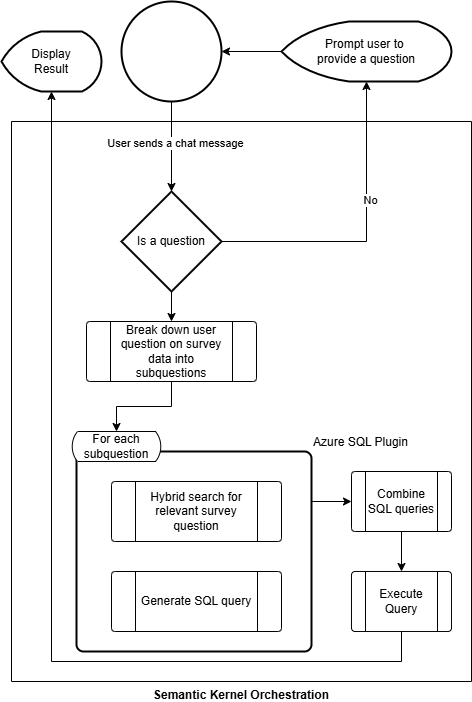 Display
Result
Prompt user to
provide a question
User sends a chat message
Is a question
No
Break down user
question on survey
data into
subquestions
For each
subquestion
Azure SQL Plugin
Hybrid search for
relevant survey
question
Combine
SQL queries
Generate SQL query
Execute
Query
Semantic Kernel Orchestration